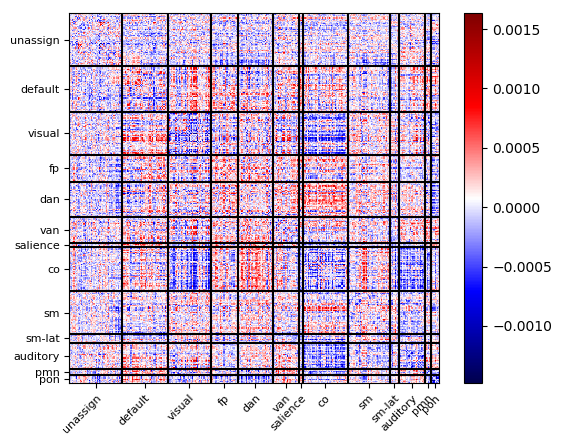 unassign
default
visual
fp
dan
van
salience
co
sm
sm-lat
auditory
pmn
pon
unassign
default
visual
fp
dan
van
salience
co
sm
sm-lat
auditory
pmn
pon
0.0015
0.0010
0.0005
0.0000
−0.0005
−0.0010